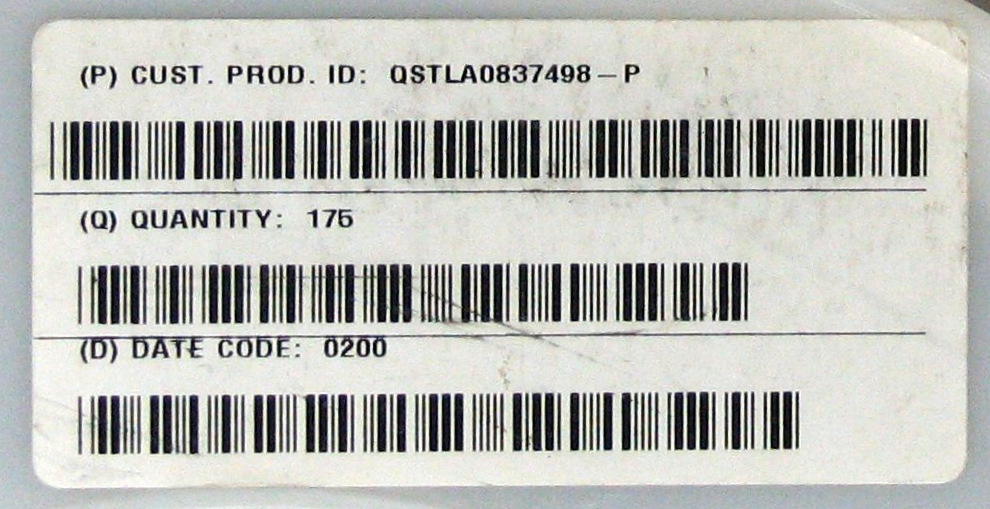 (P) CUST. PROD. ID: QSTLA0837498-P
(Q) QUANTITY: 175
(D) DATE CODE: 0200